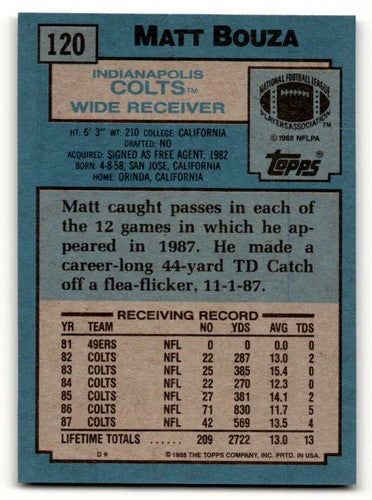 120
MATT BOUZA
INDIANAPOLIS
COLTS™
WIDE RECEIVER
NATIONAL FOOTBALL LEAGUE
PLAYERS ASSOCIATION
©1985 NFLPA
TOPPS®
HT: 6' 3" WT: 210 COLLEGE: CALIFORNIA
DRAFTED: NO
ACQUIRED: SIGNED AS FREE AGENT, 1982
BORN: 4-8-58, SAN JOSE, CALIFORNIA
HOME: ORINDA, CALIFORNIA
Matt caught passes in each of
the 12 games in which he ap-
peared in 1987. He made a
career-long 44-yard TD Catch
off a flea-flicker, 11-1-87.
RECEIVING RECORD
YR TEAM NO YDS AVG TDS
81 49ERS NFL 0 0 0.0 0
82 COLTS NFL 22 287 13.0 2
83 COLTS NFL 25 385 15.4 0
84 COLTS NFL 22 270 12.3 0
85 COLTS NFL 27 381 14.1 2
86 COLTS NFL 71 830 11.7 5
87 COLTS NFL 42 569 13.5 4
LIFETIME TOTALS ...... 209 2722 13.0 13
D* ©1988 THE TOPPS COMPANY, INC. PRTD. IN USA.